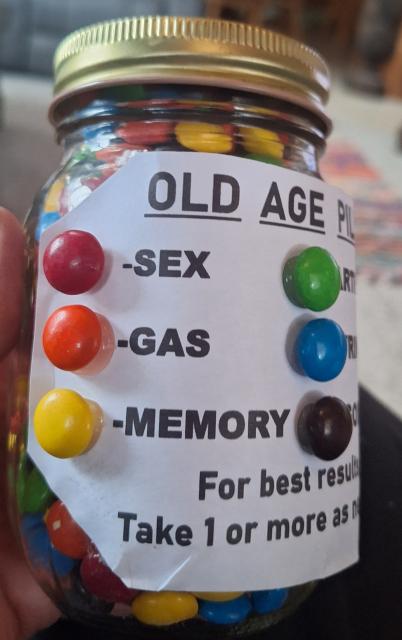 OLD AGE
-SEX
-GAS
-MEMORY
For best
Take 1 or more as